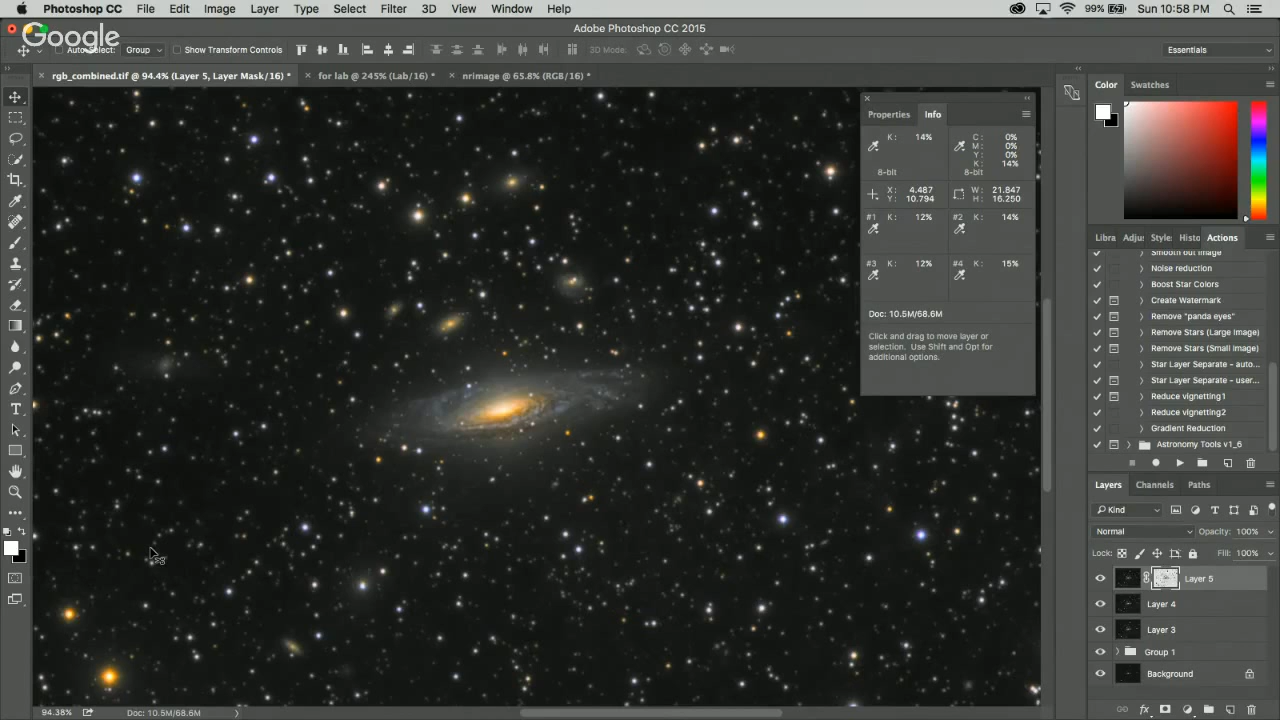 Photoshop CC File Edit Image Layer Type Select Filter 3D View Window Help 99% Sun 10:58 PM
Adobe Photoshop CC 2015
Google
Auto-Select: Group Show Transform Controls 3D Mode: Essentials
rgb_combined.tif @ 94.4% (Layer 5, Layer Mask/16) * for lab @ 245% (Lab/16) * nrimage @ 65.8% (RGB/16) *
Properties Info
K: 14%
8-bit
C: 0%
M: 0%
Y: 0%
K: 14%
8-bit
X: 4.487
Y: 10.794
W: 21.847
H: 16.250
#1 K: 12% #2 K: 14%
#3 K: 12% #4 K: 15%
Doc: 10.5M/68.6M
Click and drag to move layer or
selection. Use Shift and Opt for
additional options.
Color Swatches
Libra Adjus Style Histo Actions
Smooth out image
Noise reduction
Boost Star Colors
Create Watermark
Remove "panda eyes"
Remove Stars (Large Image)
Remove Stars (Small Image)
Star Layer Separate - auto...
Star Layer Separate - user...
Reduce vignetting1
Reduce vignetting2
Gradient Reduction
Astronomy Tools v1_6
Layers Channels Paths
Kind
Normal Opacity: 100%
Lock: Fill: 100%
Layer 5
Layer 4
Layer 3
Group 1
Background
94.38% Doc: 10.5M/68.6M